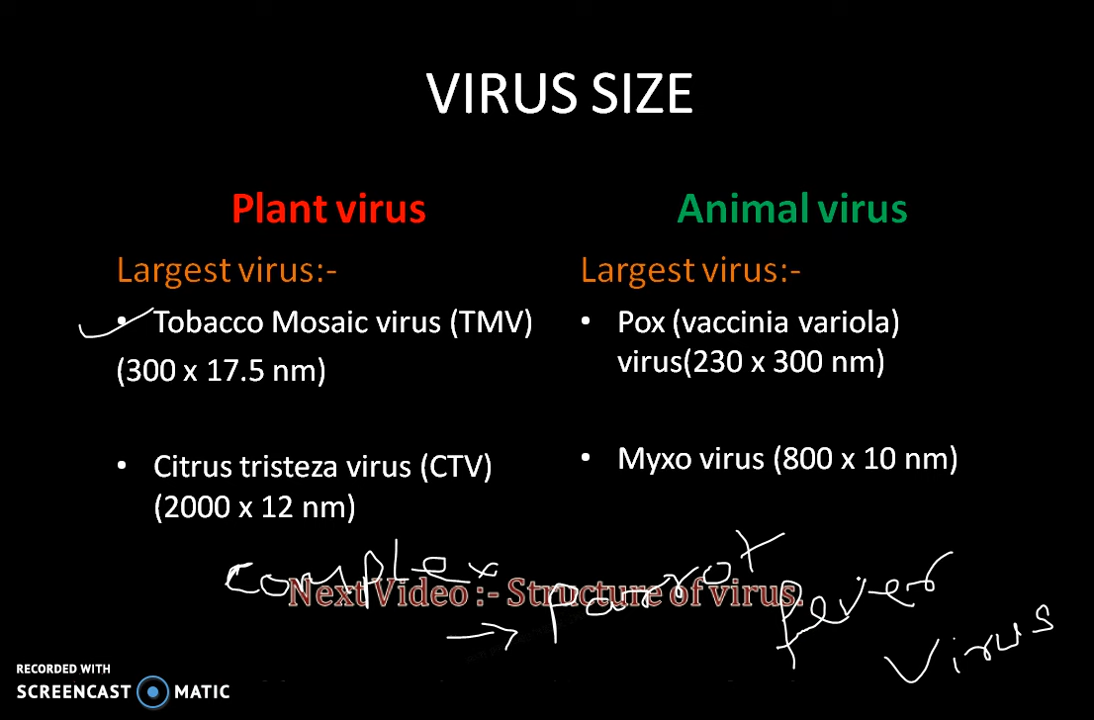 VIRUS SIZE
Plant virus
Largest virus:-
• Tobacco Mosaic virus (TMV)
(300 x 17.5 nm)
• Citrus tristeza virus (CTV)
(2000 x 12 nm)
Animal virus
Largest virus:-
• Pox (vaccinia variola)
virus(230 x 300 nm)
• Myxo virus (800 x 10 nm)
complex
Next Video :- Structure of virus.
→ parrot fever
virus
RECORDED WITH
SCREENCAST MATIC